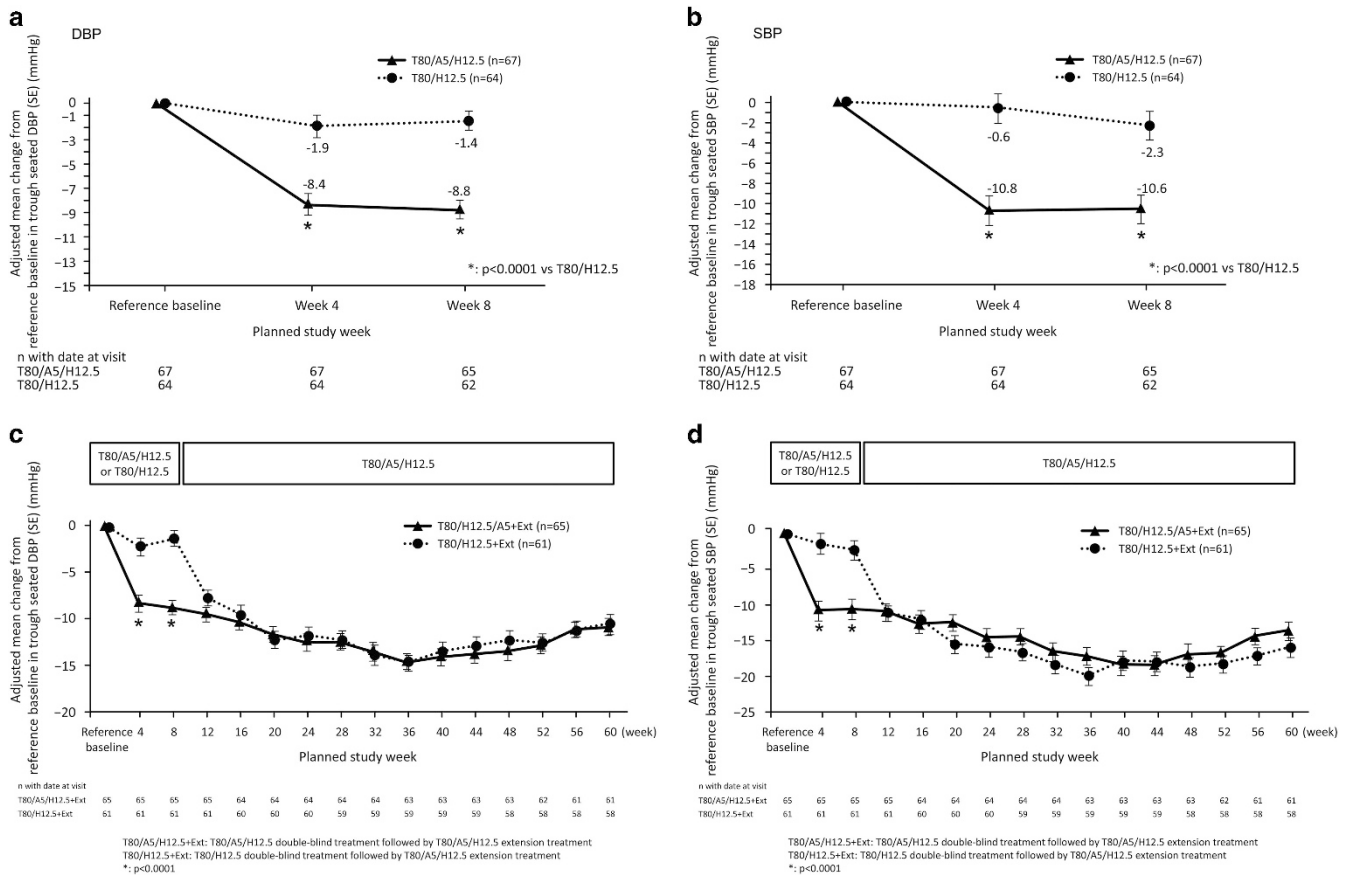 a
DBP
T80/A5/H12.5 (n=67)
T80/H12.5 (n=64)
Adjusted mean change from
reference baseline in trough seated DBP (SE) (mmHg)
0
−1
−3
−5
−7
−9
−11
−13
−15
-1.9
-1.4
-8.4
-8.8
*
*
*: p<0.0001 vs T80/H12.5
Reference baseline Week 4 Week 8
Planned study week
n with date at visit
T80/A5/H12.5 67 67 65
T80/H12.5 64 64 62
b
SBP
T80/A5/H12.5 (n=67)
T80/H12.5 (n=64)
Adjusted mean change from
reference baseline in trough seated SBP (SE) (mmHg)
0
−2
−4
−6
−8
−10
−12
−14
−16
−18
-0.6
-2.3
-10.8
-10.6
*
*
*: p<0.0001 vs T80/H12.5
Reference baseline Week 4 Week 8
Planned study week
n with date at visit
T80/A5/H12.5 67 67 65
T80/H12.5 64 64 62
c
T80/A5/H12.5
or T80/H12.5
T80/A5/H12.5
T80/H12.5/A5+Ext (n=65)
T80/H12.5+Ext (n=61)
Adjusted mean change from
reference baseline in trough seated DBP (SE) (mmHg)
0
−5
−10
−15
−20
*
*
Reference 4 8 12 16 20 24 28 32 36 40 44 48 52 56 60 (week)
baseline
Planned study week
n with date at visit
T80/A5/H12.5+Ext 65 65 65 65 64 64 64 64 64 63 63 63 63 62 61 61
T80/H12.5+Ext 61 61 61 61 60 60 60 59 59 59 59 59 58 58 58 58
T80/A5/H12.5+Ext: T80/A5/H12.5 double-blind treatment followed by T80/A5/H12.5 extension treatment
T80/H12.5+Ext: T80/H12.5 double-blind treatment followed by T80/A5/H12.5 extension treatment
*: p<0.0001
d
T80/A5/H12.5
or T80/H12.5
T80/A5/H12.5
T80/H12.5/A5+Ext (n=65)
T80/H12.5+Ext (n=61)
Adjusted mean change from
reference baseline in trough seated SBP (SE) (mmHg)
0
−5
−10
−15
−20
−25
*
*
Reference 4 8 12 16 20 24 28 32 36 40 44 48 52 56 60 (week)
baseline
Planned study week
n with date at visit
T80/A5/H12.5+Ext 65 65 65 65 64 64 64 64 64 63 63 63 63 62 61 61
T80/H12.5+Ext 61 61 61 61 60 60 60 59 59 59 59 59 58 58 58 58
T80/A5/H12.5+Ext: T80/A5/H12.5 double-blind treatment followed by T80/A5/H12.5 extension treatment
T80/H12.5+Ext: T80/H12.5 double-blind treatment followed by T80/A5/H12.5 extension treatment
*: p<0.0001